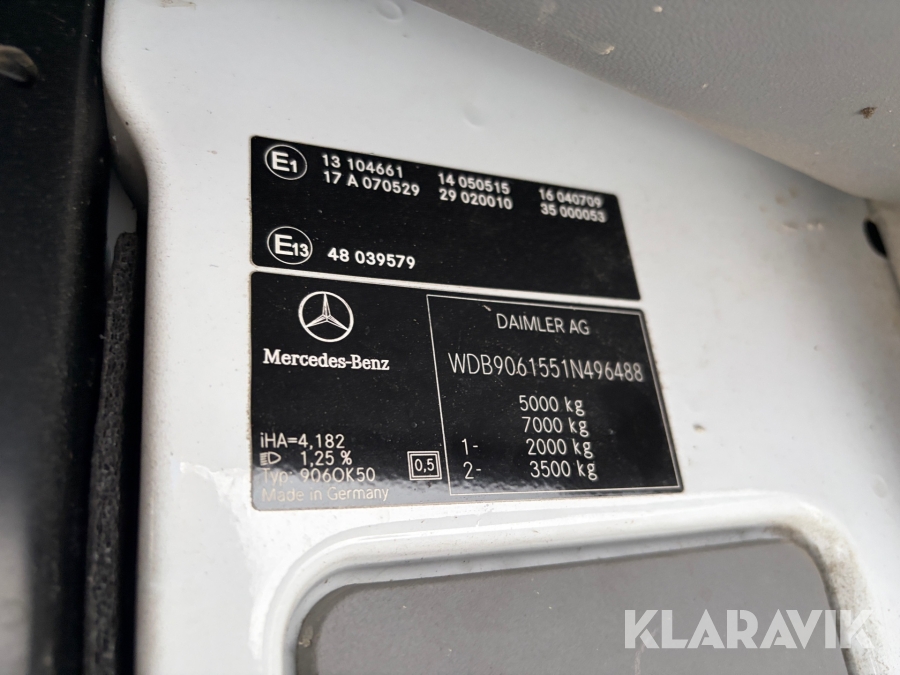 E1 13 104661 14 050515 16 040709
17 A 070529 29 020010 35 000053
E13 48 039579
Mercedes-Benz
DAIMLER AG
WDB9061551N496488
5000 kg
7000 kg
1- 2000 kg
2- 3500 kg
iHA=4,182
1,25 %
Typ: 906OK50
0,5
Made in Germany
KLARAVIK